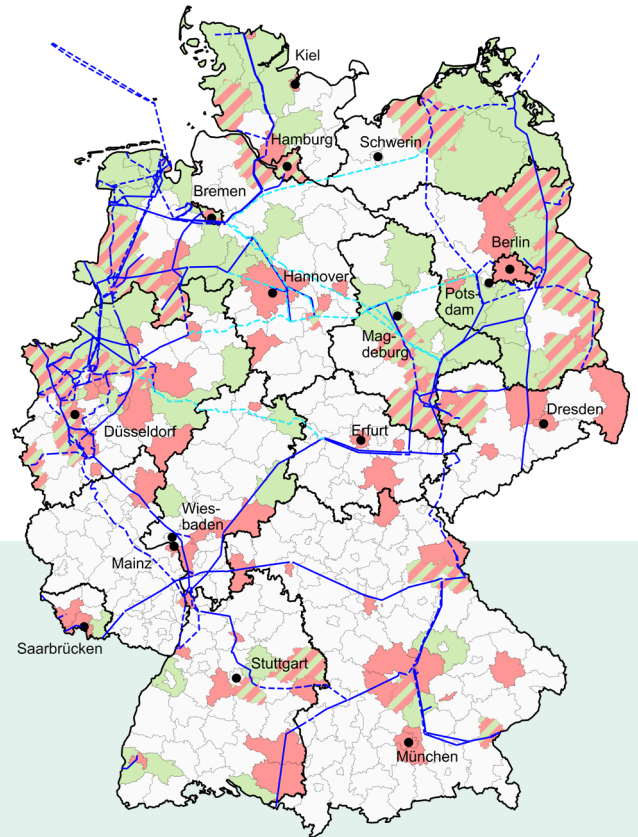 Kiel
Hamburg
Schwerin
Bremen
Berlin
Hannover
Pots-
dam
Mag-
deburg
Düsseldorf
Erfurt
Dresden
Wies-
baden
Mainz
Saarbrücken
Stuttgart
München